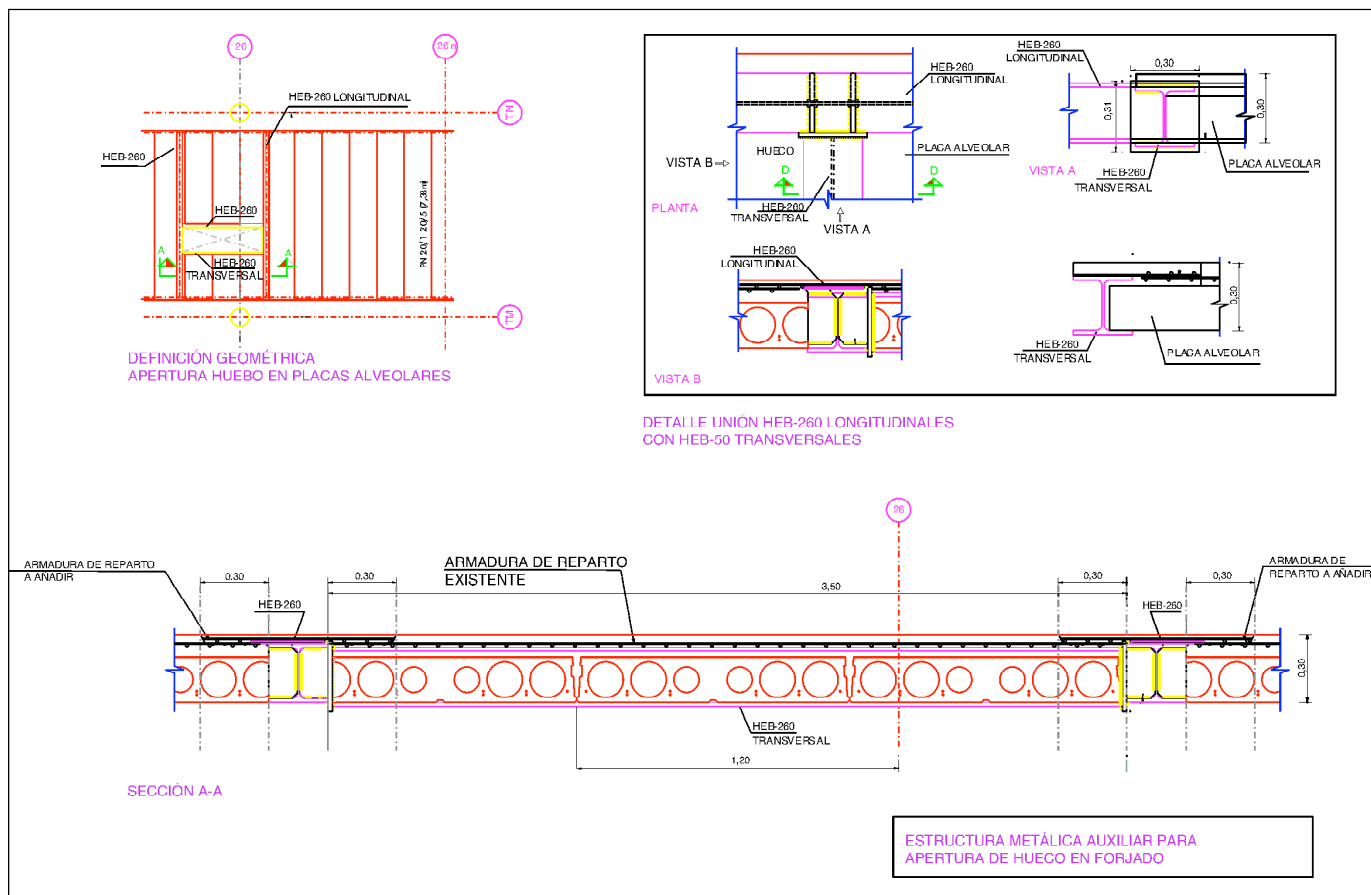 26
26 n
HEB-260 LONGITUDINAL
HEB-260
HEB-260
A
A
HEB-260
TRANSVERSAL
DEFINICIÓN GEOMÉTRICA
APERTURA HUEBO EN PLACAS ALVEOLARES
HEB-260
LONGITUDINAL
HUECO
PLACA ALVEOLAR
VISTA B
D
D
HEB-260
TRANSVERSAL
PLANTA
VISTA A
HEB-260
LONGITUDINAL
0,30
0,31
0,30
PLACA ALVEOLAR
VISTA A
HEB-260
TRANSVERSAL
HEB-260
LONGITUDINAL
VISTA B
0,30
HEB-260
TRANSVERSAL
PLACA ALVEOLAR
DETALLE UNIÓN HEB-260 LONGITUDINALES
CON HEB-50 TRANSVERSALES
26
ARMADURA DE REPARTO
A AÑADIR
0.30
0.30
ARMADURA DE REPARTO
EXISTENTE
3,50
0,30
0,30
ARMADURA DE
REPARTO A AÑADIR
HEB-260
HEB-260
0,30
HEB-260
TRANSVERSAL
1,20
SECCIÓN A-A
ESTRUCTURA METÁLICA AUXILIAR PARA
APERTURA DE HUECO EN FORJADO